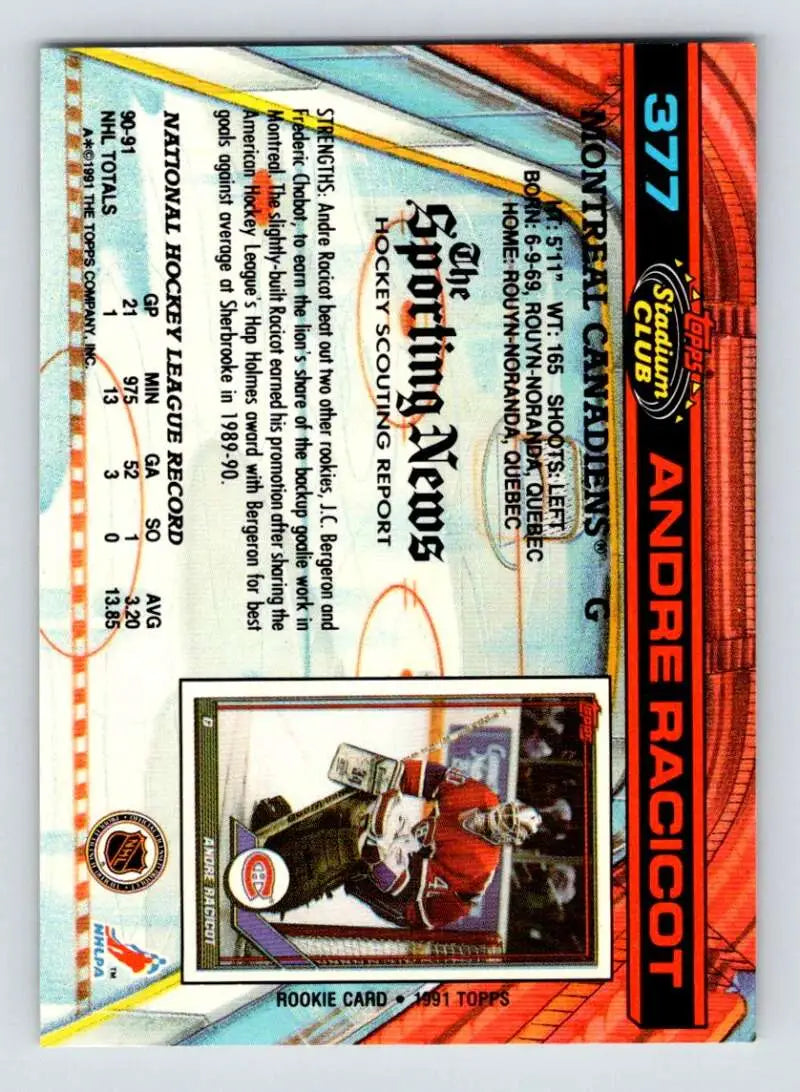 377
Topps
Stadium
CLUB
ANDRE RACICOT
MONTREAL CANADIENS® G
HT: 5'11" WT: 165 SHOOTS: LEFT
BORN: 6-9-69, ROUYN-NORANDA, QUEBEC
HOME: ROUYN-NORANDA, QUEBEC
The
Sporting News
HOCKEY SCOUTING REPORT
STRENGTHS: Andre Racicot beat out two other rookies, J.C. Bergeron and
Frederic Chabot, to earn the lion's share of the backup goalie work in
Montreal. The slightly-built Racicot earned his promotion after sharing the
American Hockey League's Hap Holmes award with Bergeron for best
goals against average at Sherbrooke in 1989-90.
NATIONAL HOCKEY LEAGUE RECORD
GP MIN GA SO AVG
90-91 21 975 52 1 3.20
NHL TOTALS 1 13 3 0 13.85
A*©1991 THE TOPPS COMPANY, INC.
Topps
G
ANDRE RACICOT
ROOKIE CARD • 1991 TOPPS
NHL
NHLPA
™